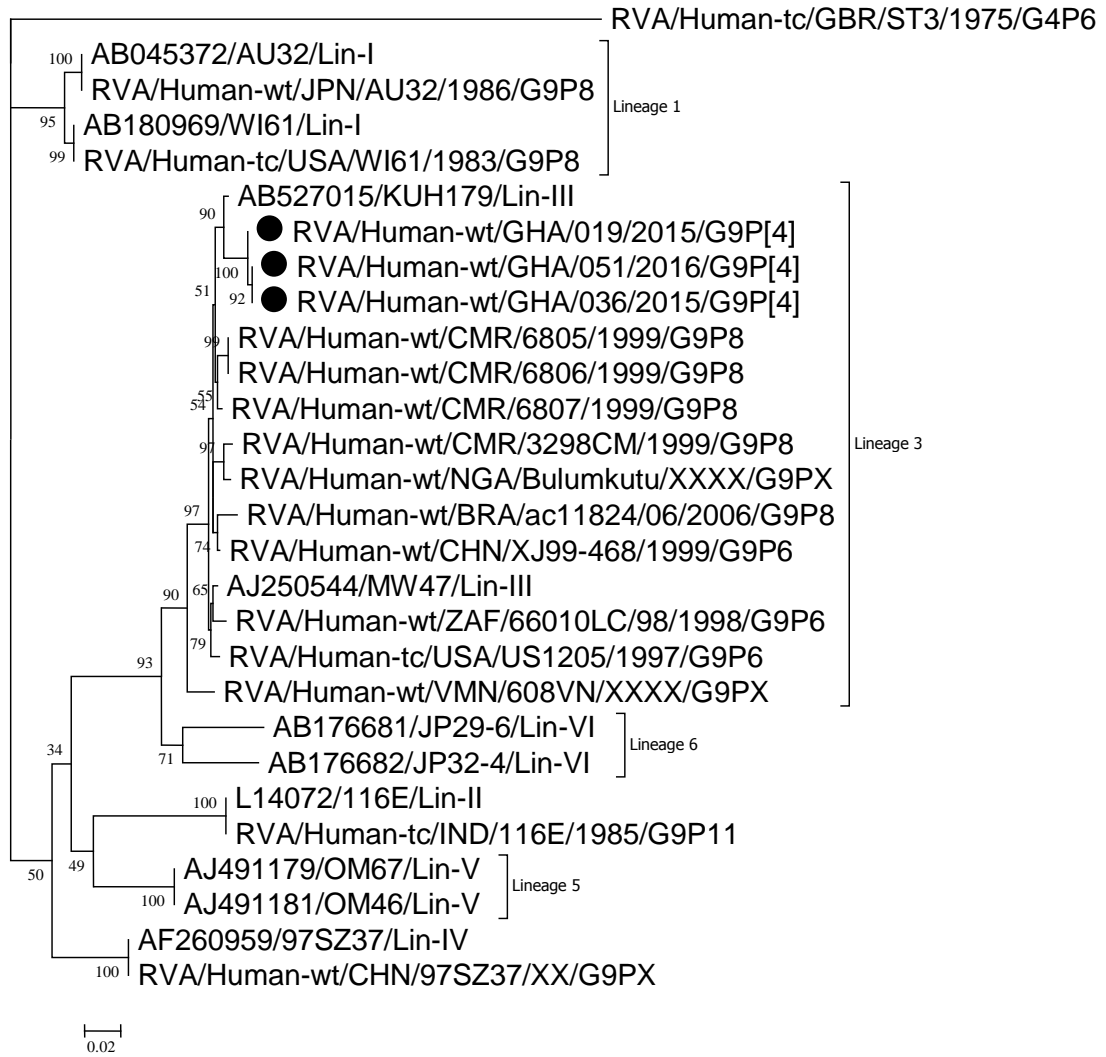 RVA/Human-tc/GBR/ST3/1975/G4P6
100
AB045372/AU32/Lin-I
RVA/Human-wt/JPN/AU32/1986/G9P8
Lineage 1
95
AB180969/WI61/Lin-I
99
RVA/Human-tc/USA/WI61/1983/G9P8
AB527015/KUH179/Lin-III
90
RVA/Human-wt/GHA/019/2015/G9P[4]
100
RVA/Human-wt/GHA/051/2016/G9P[4]
51
92
RVA/Human-wt/GHA/036/2015/G9P[4]
99
RVA/Human-wt/CMR/6805/1999/G9P8
RVA/Human-wt/CMR/6806/1999/G9P8
55
54
RVA/Human-wt/CMR/6807/1999/G9P8
97
RVA/Human-wt/CMR/3298CM/1999/G9P8
Lineage 3
RVA/Human-wt/NGA/Bulumkutu/XXXX/G9PX
97
RVA/Human-wt/BRA/ac11824/06/2006/G9P8
74
RVA/Human-wt/CHN/XJ99-468/1999/G9P6
65
AJ250544/MW47/Lin-III
90
RVA/Human-wt/ZAF/66010LC/98/1998/G9P6
79
RVA/Human-tc/USA/US1205/1997/G9P6
93
RVA/Human-wt/VMN/608VN/XXXX/G9PX
AB176681/JP29-6/Lin-VI
Lineage 6
34
71
AB176682/JP32-4/Lin-VI
100
L14072/116E/Lin-II
RVA/Human-tc/IND/116E/1985/G9P11
49
50
AJ491179/OM67/Lin-V
Lineage 5
100
AJ491181/OM46/Lin-V
AF260959/97SZ37/Lin-IV
100
RVA/Human-wt/CHN/97SZ37/XX/G9PX
0.02